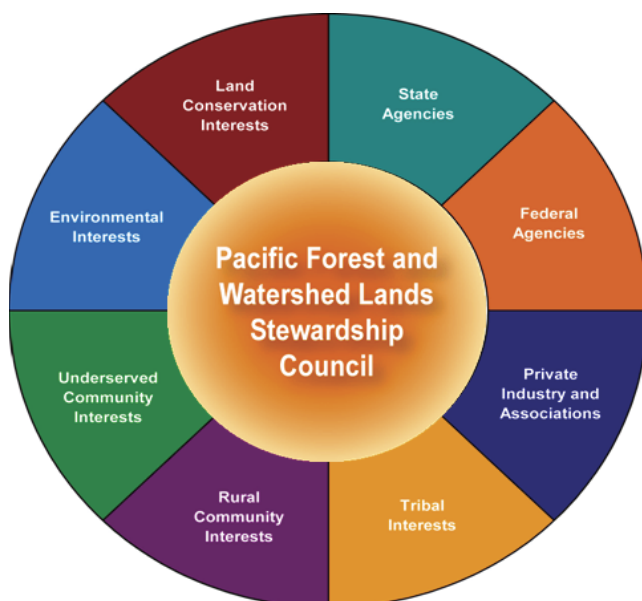 Land
Conservation
Interests
State
Agencies
Environmental
Interests
Federal
Agencies
Pacific Forest and
Watershed Lands
Stewardship
Council
Underserved
Community
Interests
Private
Industry and
Associations
Rural
Community
Interests
Tribal
Interests